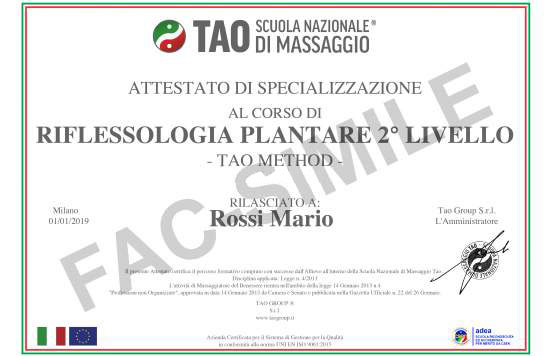 TAO SCUOLA NAZIONALE®
DI MASSAGGIO
ATTESTATO DI SPECIALIZZAZIONE
AL CORSO DI
RIFLESSOLOGIA PLANTARE 2° LIVELLO
- TAO METHOD -
FAC-SIMILE
RILASCIATO A:
Rossi Mario
Milano
01/01/2019
Tao Group S.r.l.
L'Amministratore
TAO
Il presente Attestato certifica il percorso formativo compiuto con successo dall'Allievo all'interno della Scuola Nazionale di Massaggio Tao
Disciplina applicata: Legge n. 4/2013
L'attività di Massaggiatore del Benessere rientra nell'ambito della legge 14 Gennaio 2013 n.4
"Professioni non Organizzate", approvata in data 14 Gennaio 2013 da Camera e Senato e pubblicata nella Gazzetta Ufficiale n. 22 del 26 Gennaio.
TAO GROUP ®
S.r.l.
www.taogroup.it
Azienda Certificata per il Sistema di Gestione per la Qualità
in conformità alla norma UNI EN ISO 9001:2015
adea
SCUOLA RICONOSCIUTA
ED ACCREDITATA